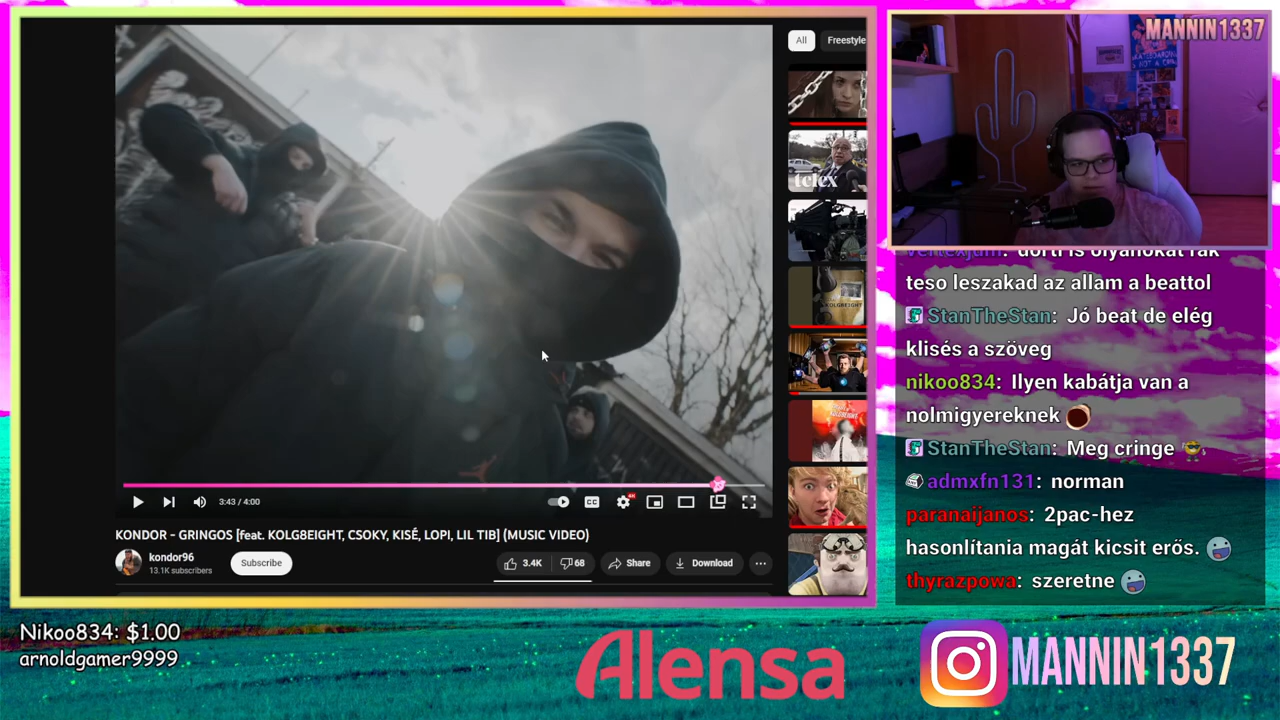 All
Freestyle
MANNIN1337
telex
KOLG8EIGHT
3:43 / 4:00
CC
4K
KONDOR - GRINGOS [feat. KOLG8EIGHT, CSOKY, KISÉ, LOPI, LIL TIB] (MUSIC VIDEO)
kondor96
13.1K subscribers
Subscribe
3.4K
68
Share
Download
teso leszakad az allam a beattol
StanTheStan: Jó beat de elég
klisés a szöveg
nikoo834: Ilyen kabátja van a
nolmigyereknek
StanTheStan: Meg cringe
admxfn131: norman
paranaijanos: 2pac-hez
hasonlítania magát kicsit erős.
thyrazpowa: szeretne
Nikoo834: $1.00
arnoldgamer9999
Alensa
MANNIN1337